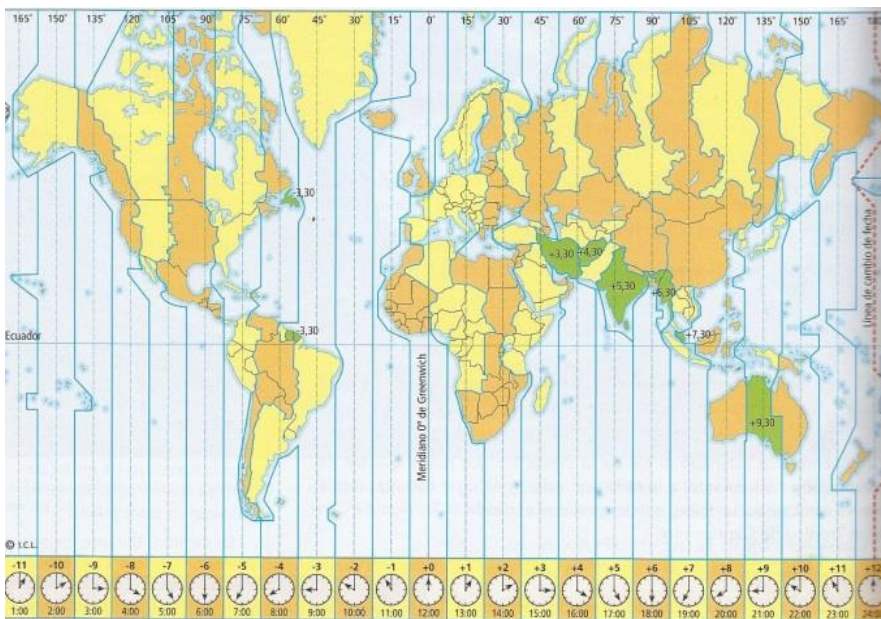 165° 150° 135° 120° 105° 90° 75° 60° 45° 30° 15° 0° 15° 30° 45° 60° 75° 90° 105° 120° 135° 150° 165° 180°
-3,30
+3,30 +4,30
+5,30
+6,30
-3,30
+7,30
+9,30
Ecuador
Meridiano 0° de Greenwich
Línea de cambio de fecha
© I.C.L.
-11 -10 -9 -8 -7 -6 -5 -4 -3 -2 -1 +0 +1 +2 +3 +4 +5 +6 +7 +8 +9 +10 +11 +12
1:00 2:00 3:00 4:00 5:00 6:00 7:00 8:00 9:00 10:00 11:00 12:00 13:00 14:00 15:00 16:00 17:00 18:00 19:00 20:00 21:00 22:00 23:00 24:00